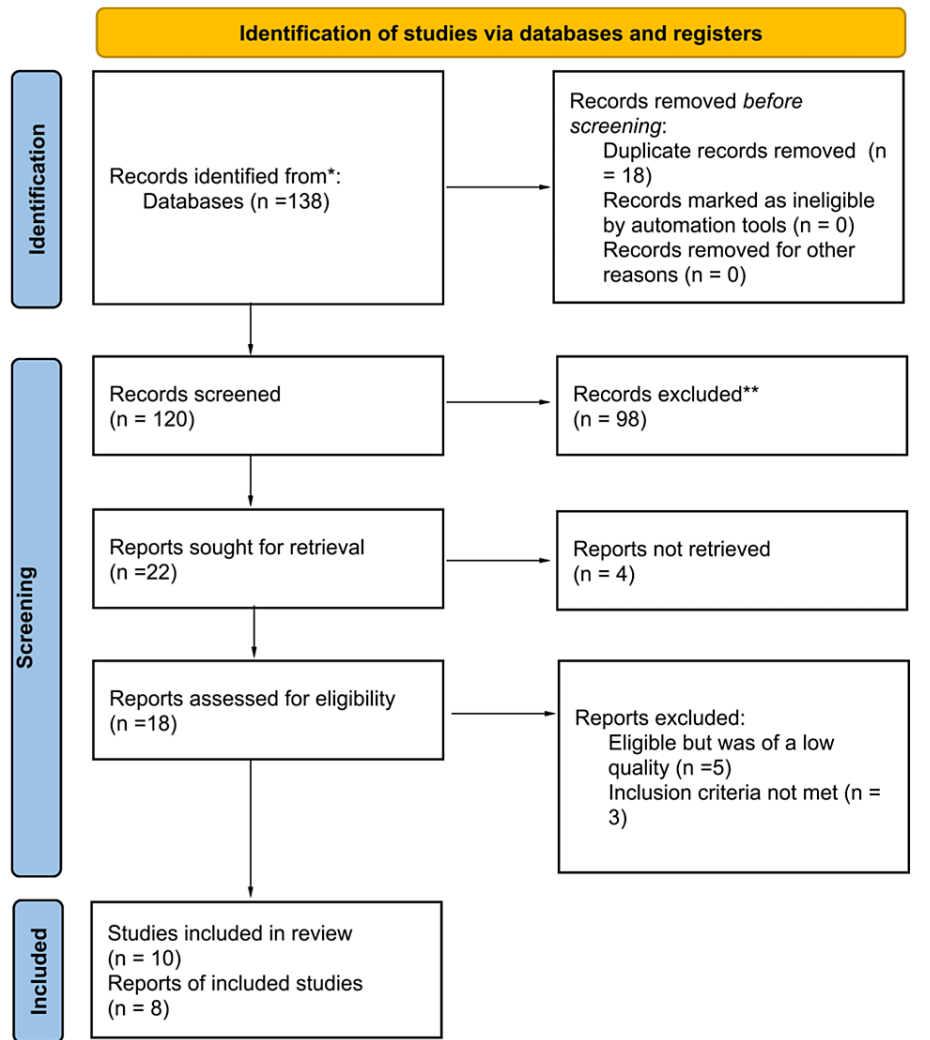 Identification of studies via databases and registers
Identification
Records identified from*:
Databases (n =138)
Records removed before
screening:
Duplicate records removed (n
= 18)
Records marked as ineligible
by automation tools (n = 0)
Records removed for other
reasons (n = 0)
Screening
Records screened
(n = 120)
Records excluded**
(n = 98)
Reports sought for retrieval
(n =22)
Reports not retrieved
(n = 4)
Reports assessed for eligibility
(n =18)
Reports excluded:
Eligible but was of a low
quality (n =5)
Inclusion criteria not met (n =
3)
Included
Studies included in review
(n = 10)
Reports of included studies
(n = 8)